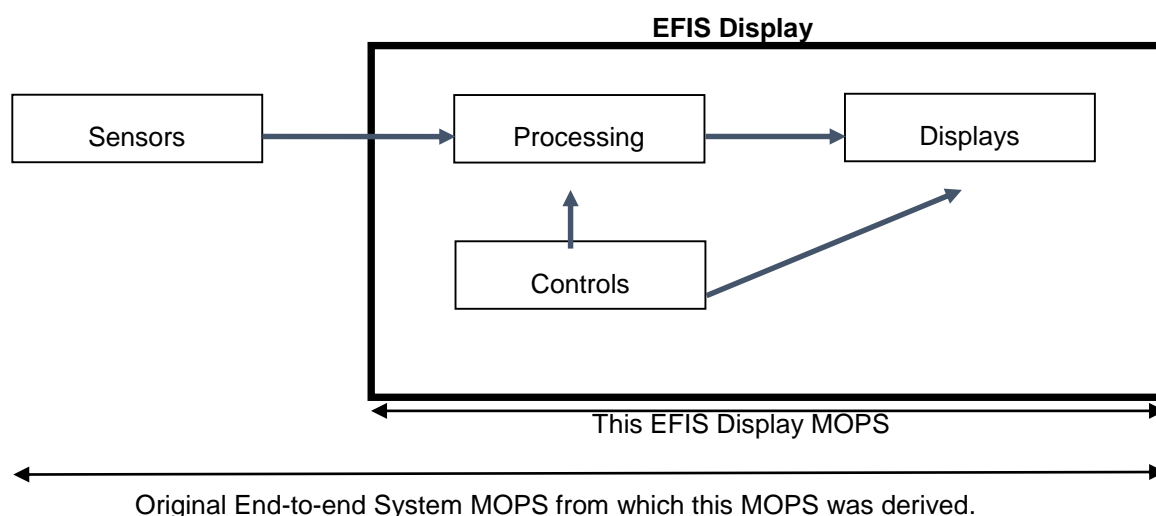 EFIS Display
Sensors
Processing
Displays
Controls
This EFIS Display MOPS
Original End-to-end System MOPS from which this MOPS was derived.